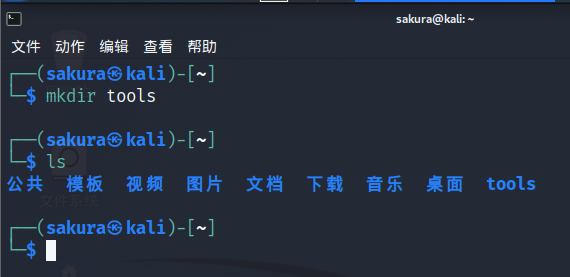 sakura@kali: ~
文件 动作 编辑 查看 帮助
┌──(sakura㉿kali)-[~]
└─$ mkdir tools
┌──(sakura㉿kali)-[~]
└─$ ls
公共 模板 视频 图片 文档 下载 音乐 桌面 tools
文件系统
┌──(sakura㉿kali)-[~]
└─$